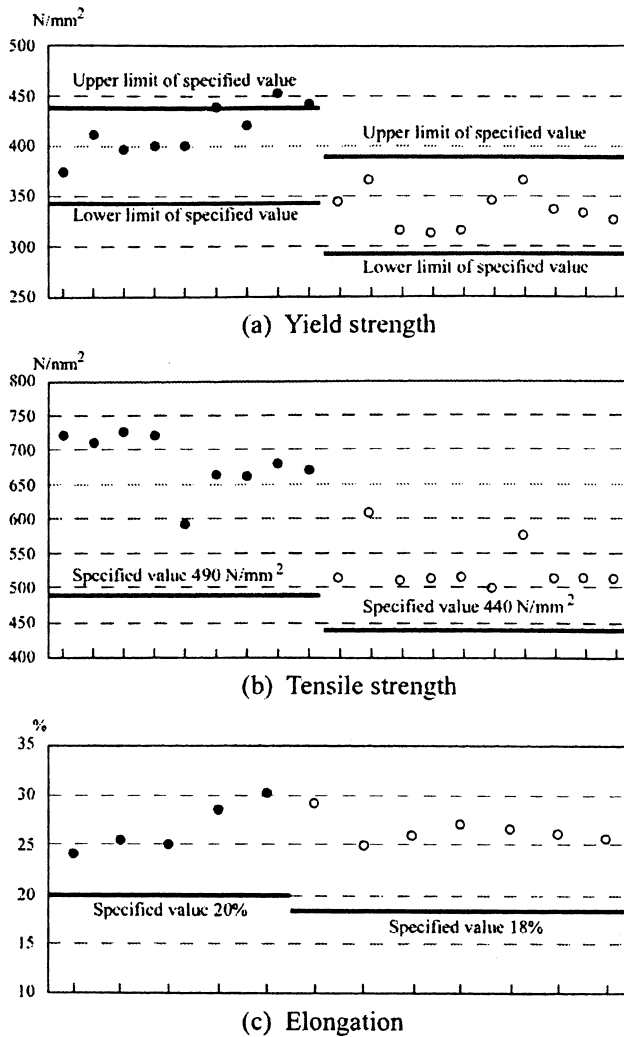 N/mm²
500
450
400
350
300
250
Upper limit of specified value
Lower limit of specified value
Upper limit of specified value
Lower limit of specified value
(a) Yield strength
N/mm²
800
750
700
650
600
550
500
450
400
Specified value 490 N/mm²
Specified value 440 N/mm²
(b) Tensile strength
%
35
30
25
20
15
10
Specified value 20%
Specified value 18%
(c) Elongation